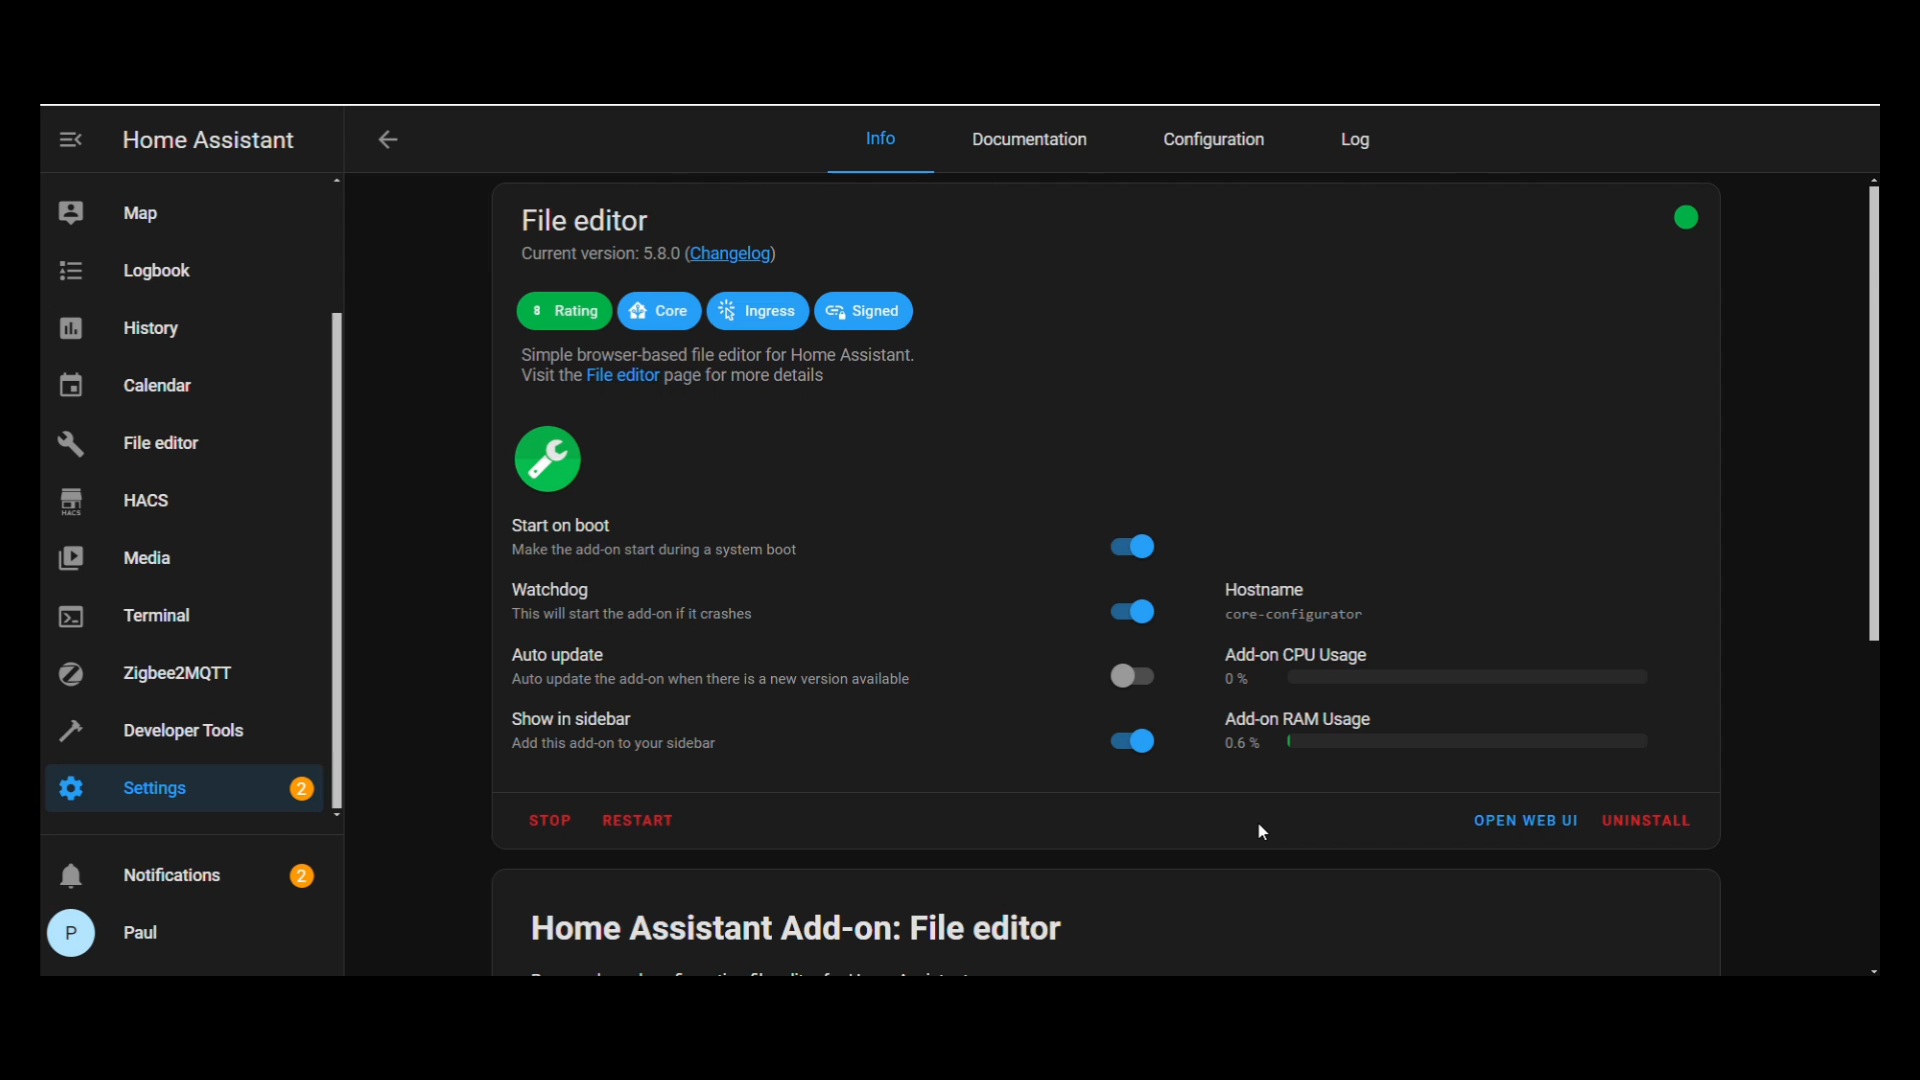 Home Assistant
Info
Documentation
Configuration
Log
Map
Logbook
History
Calendar
File editor
HACS
HACS
Media
Terminal
Zigbee2MQTT
Developer Tools
Settings
2
Notifications
2
P
Paul
File editor
Current version: 5.8.0 (Changelog)
8 Rating
Core
Ingress
Signed
Simple browser-based file editor for Home Assistant.
Visit the File editor page for more details
Start on boot
Make the add-on start during a system boot
Watchdog
This will start the add-on if it crashes
Auto update
Auto update the add-on when there is a new version available
Show in sidebar
Add this add-on to your sidebar
Hostname
core-configurator
Add-on CPU Usage
0 %
Add-on RAM Usage
0.6 %
STOP
RESTART
OPEN WEB UI
UNINSTALL
Home Assistant Add-on: File editor